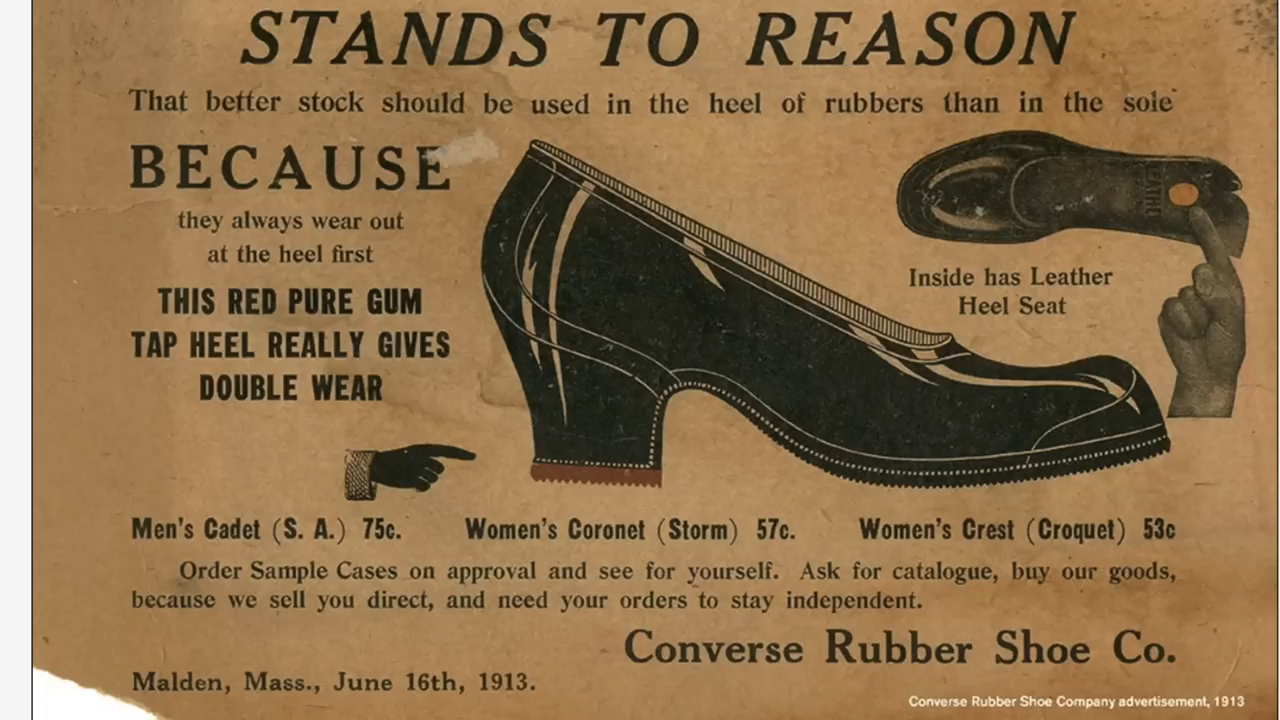 STANDS TO REASON
That better stock should be used in the heel of rubbers than in the sole
BECAUSE
they always wear out
at the heel first
THIS RED PURE GUM
TAP HEEL REALLY GIVES
DOUBLE WEAR
Inside has Leather
Heel Seat
Men's Cadet (S. A.) 75c. Women's Coronet (Storm) 57c. Women's Crest (Croquet) 53c
Order Sample Cases on approval and see for yourself. Ask for catalogue, buy our goods,
because we sell you direct, and need your orders to stay independent.
Converse Rubber Shoe Co.
Malden, Mass., June 16th, 1913.
Converse Rubber Shoe Company advertisement, 1913